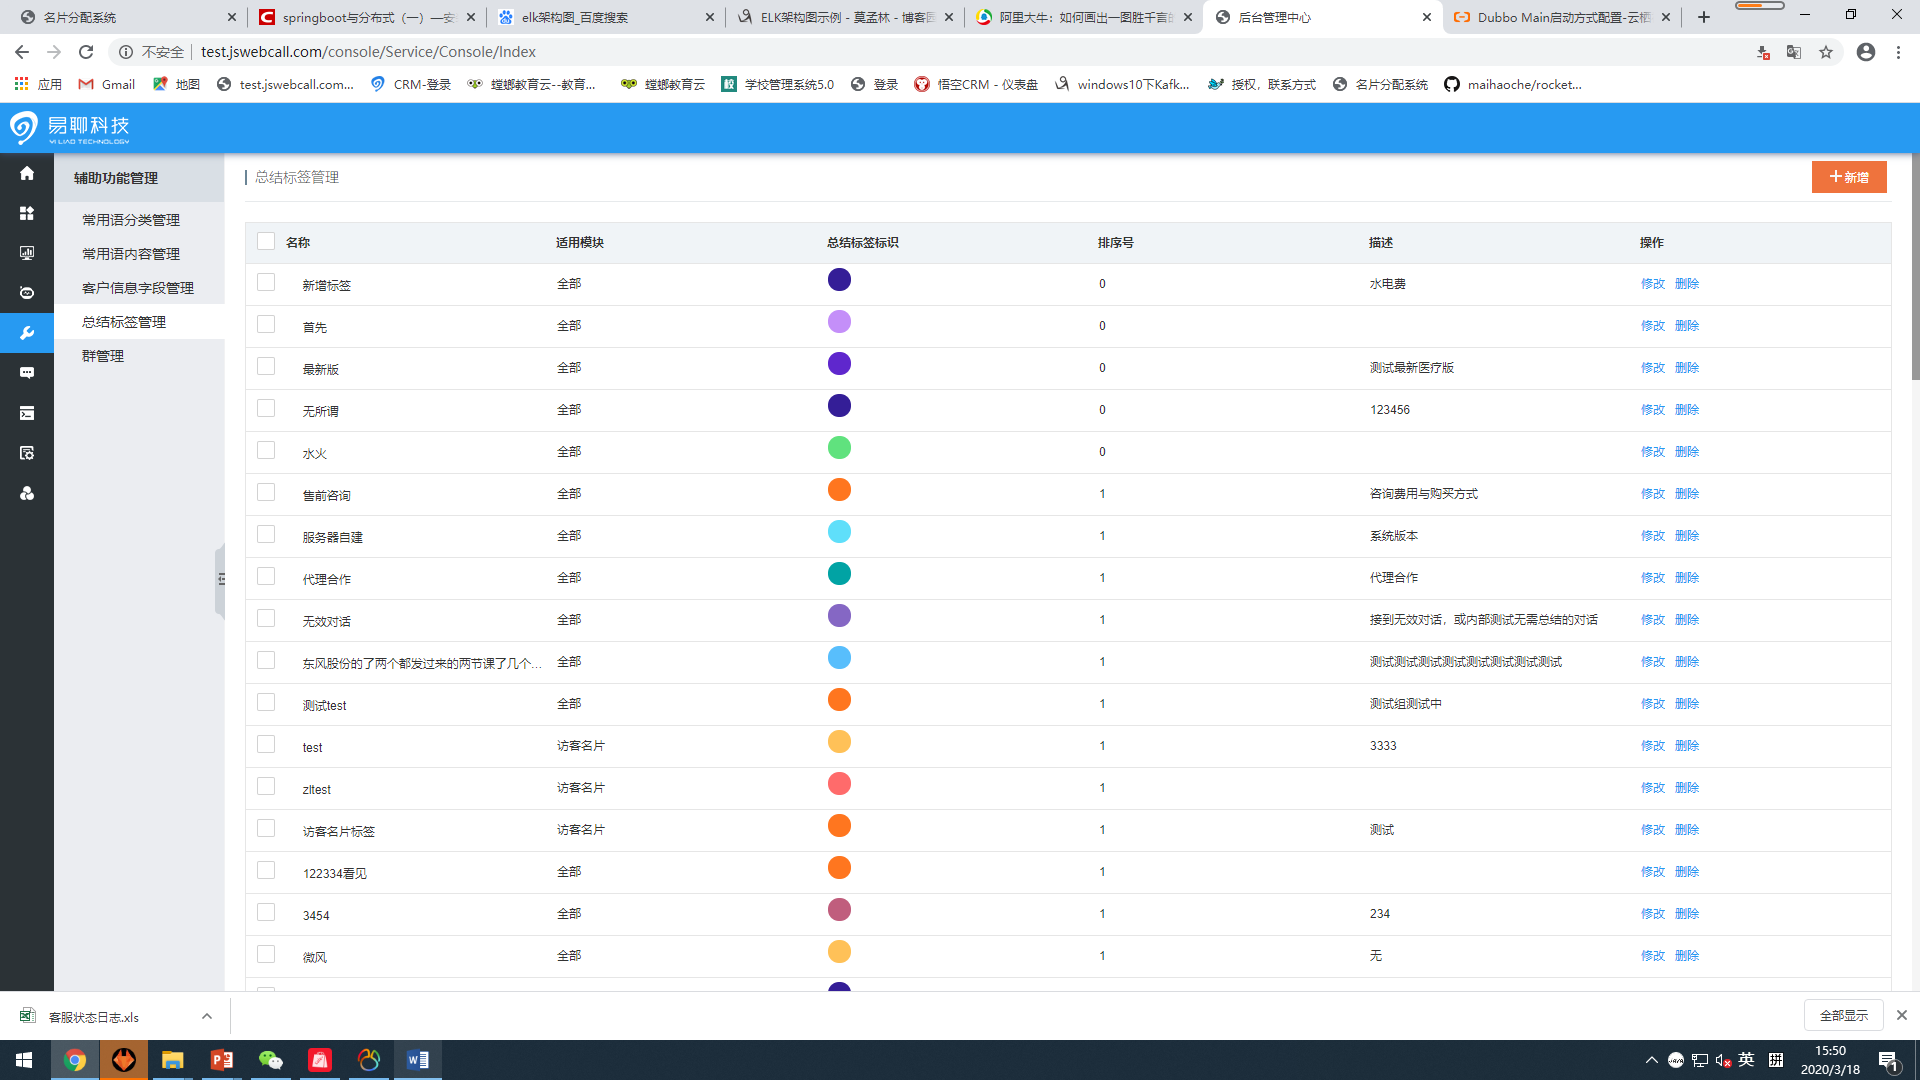 名片分配系统
springboot与分布式（一）—安
elk架构图_百度搜索
ELK架构图示例 - 莫孟林 - 博客园
阿里大牛：如何画出一图胜千言的
后台管理中心
Dubbo Main启动方式配置-云栖
不安全
test.jswebcall.com/console/Service/Console/Index
应用
Gmail
地图
test.jswebcall.com...
CRM-登录
螳螂教育云--教育...
螳螂教育云
学校管理系统5.0
登录
悟空CRM - 仪表盘
windows10下Kafk...
授权，联系方式
名片分配系统
maihaoche/rocket...
易聊科技
YI LIAO TECHNOLOGY
辅助功能管理
常用语分类管理
常用语内容管理
客户信息字段管理
总结标签管理
群管理
总结标签管理
新增
名称 适用模块 总结标签标识 排序号 描述 操作
新增标签 全部 0 水电费 修改 删除
首先 全部 0 修改 删除
最新版 全部 0 测试最新医疗版 修改 删除
无所谓 全部 0 123456 修改 删除
水火 全部 0 修改 删除
售前咨询 全部 1 咨询费用与购买方式 修改 删除
服务器自建 全部 1 系统版本 修改 删除
代理合作 全部 1 代理合作 修改 删除
无效对话 全部 1 接到无效对话，或内部测试无需总结的对话 修改 删除
东风股份的了两个都发过来的两节课了几个... 全部 1 测试测试测试测试测试测试测试测试 修改 删除
测试test 全部 1 测试组测试中 修改 删除
test 访客名片 1 3333 修改 删除
zltest 访客名片 1 修改 删除
访客名片标签 访客名片 1 测试 修改 删除
122334看见 全部 1 修改 删除
3454 全部 1 234 修改 删除
微风 全部 1 无 修改 删除
客服状态日志.xls
全部显示
英
拼
15:50
2020/3/18
1